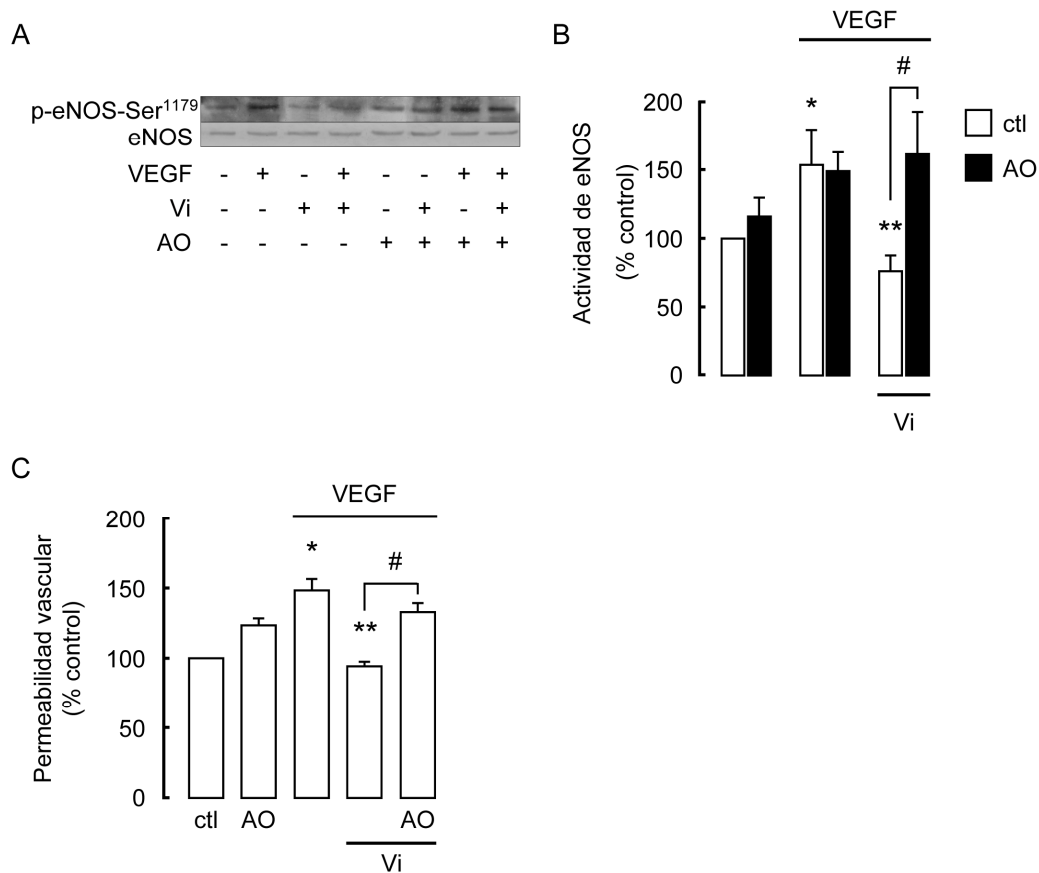 A
p-eNOS-Ser1179
eNOS
VEGF - + - + - - + +
Vi - - + + - + - +
AO - - - - + + + +
B
VEGF
#
*
**
200
150
100
50
0
Actividad de eNOS
(% control)
ctl
AO
Vi
C
VEGF
#
*
**
200
150
100
50
0
Permeabilidad vascular
(% control)
ctl AO AO
Vi